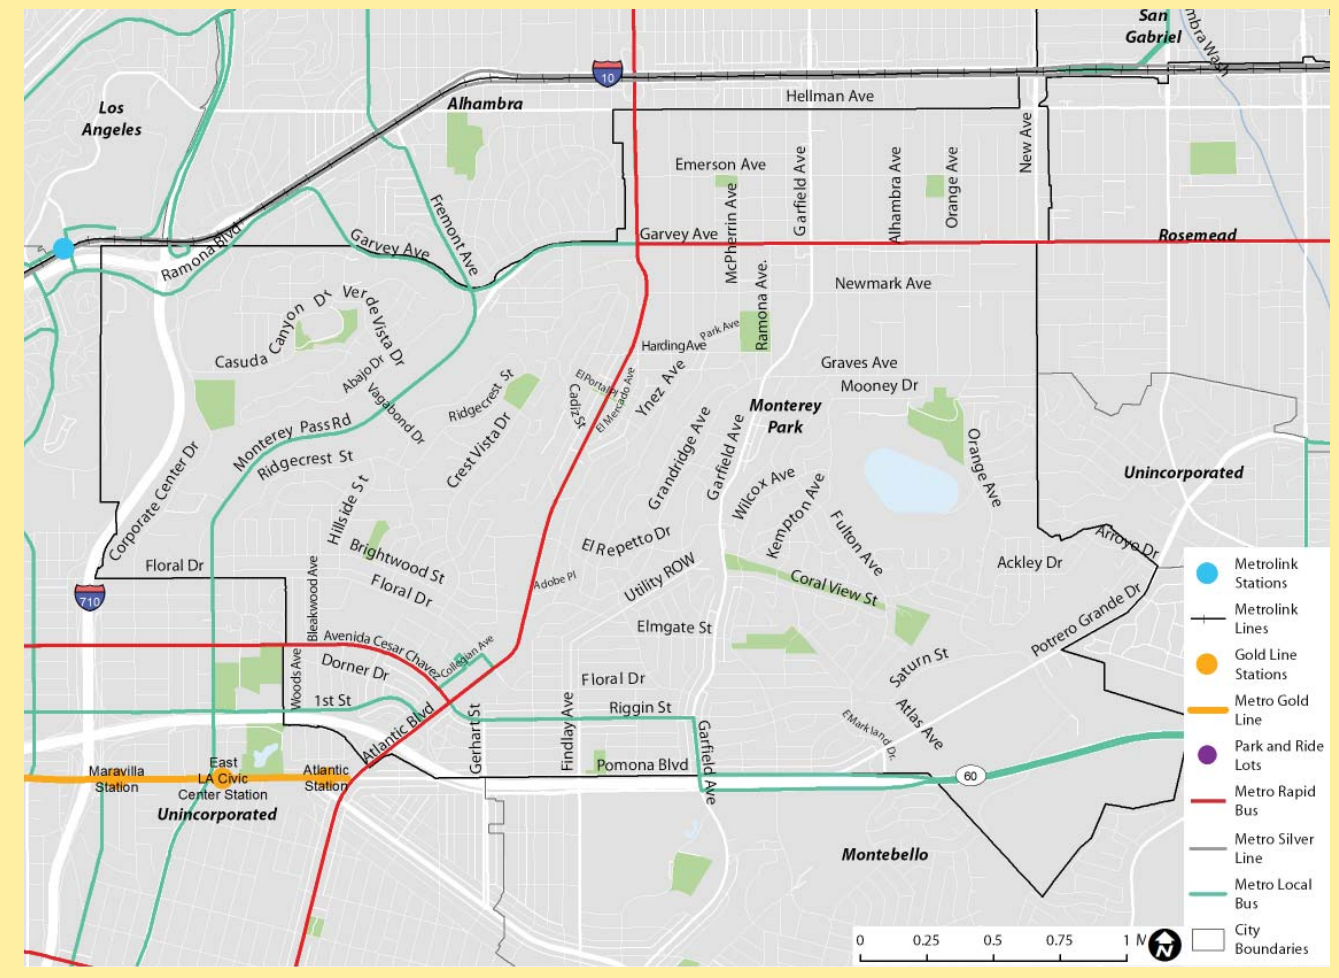 San
Gabriel
mbra Wash
10
Los
Angeles
Alhambra
Hellman Ave
New Ave
Emerson Ave
Garfield Ave
Alhambra Ave
Orange Ave
McPherrin Ave
Fremont Ave
Ramona Blvd
Garvey Ave
Garvey Ave
Rosemead
Ramona Ave.
Newmark Ave
Casuda Canyon Dr
Verde Vista Dr
Park Ave
Harding Ave
Abajo Dr
Graves Ave
Mooney Dr
Vagabond Dr
Ridgecrest St
El Portal Pl
El Mercado Ave
Cadiz St
Ynez Ave
Monterey
Park
Monterey Pass Rd
Crest Vista Dr
Grandridge Ave
Garfield Ave
Orange Ave
Ridgecrest St
Unincorporated
Corporate Center Dr
Hillside St
Wilcox Ave
Kempton Ave
Fulton Ave
El Repetto Dr
Arroyo Dr
Brightwood St
Floral Dr
Ackley Dr
Bleakwood Ave
Floral Dr
Adobe Pl
Utility ROW
Coral View St
710
Potrero Grande Dr
Elmgate St
Avenida Cesar Chavez
Collegian Ave
Dorner Dr
Woods Ave
Saturn St
Floral Dr
1st St
Riggin St
Atlantic Blvd
Gerhart St
Findlay Ave
Garfield Ave
E Markland Dr.
Atlas Ave
Pomona Blvd
60
Maravilla
Station
East
LA Civic
Center Station
Atlantic
Station
Unincorporated
Montebello
Metrolink
Stations
Metrolink
Lines
Gold Line
Stations
Metro Gold
Line
Park and Ride
Lots
Metro Rapid
Bus
Metro Silver
Line
Metro Local
Bus
City
Boundaries
0 0.25 0.5 0.75 1 M
N